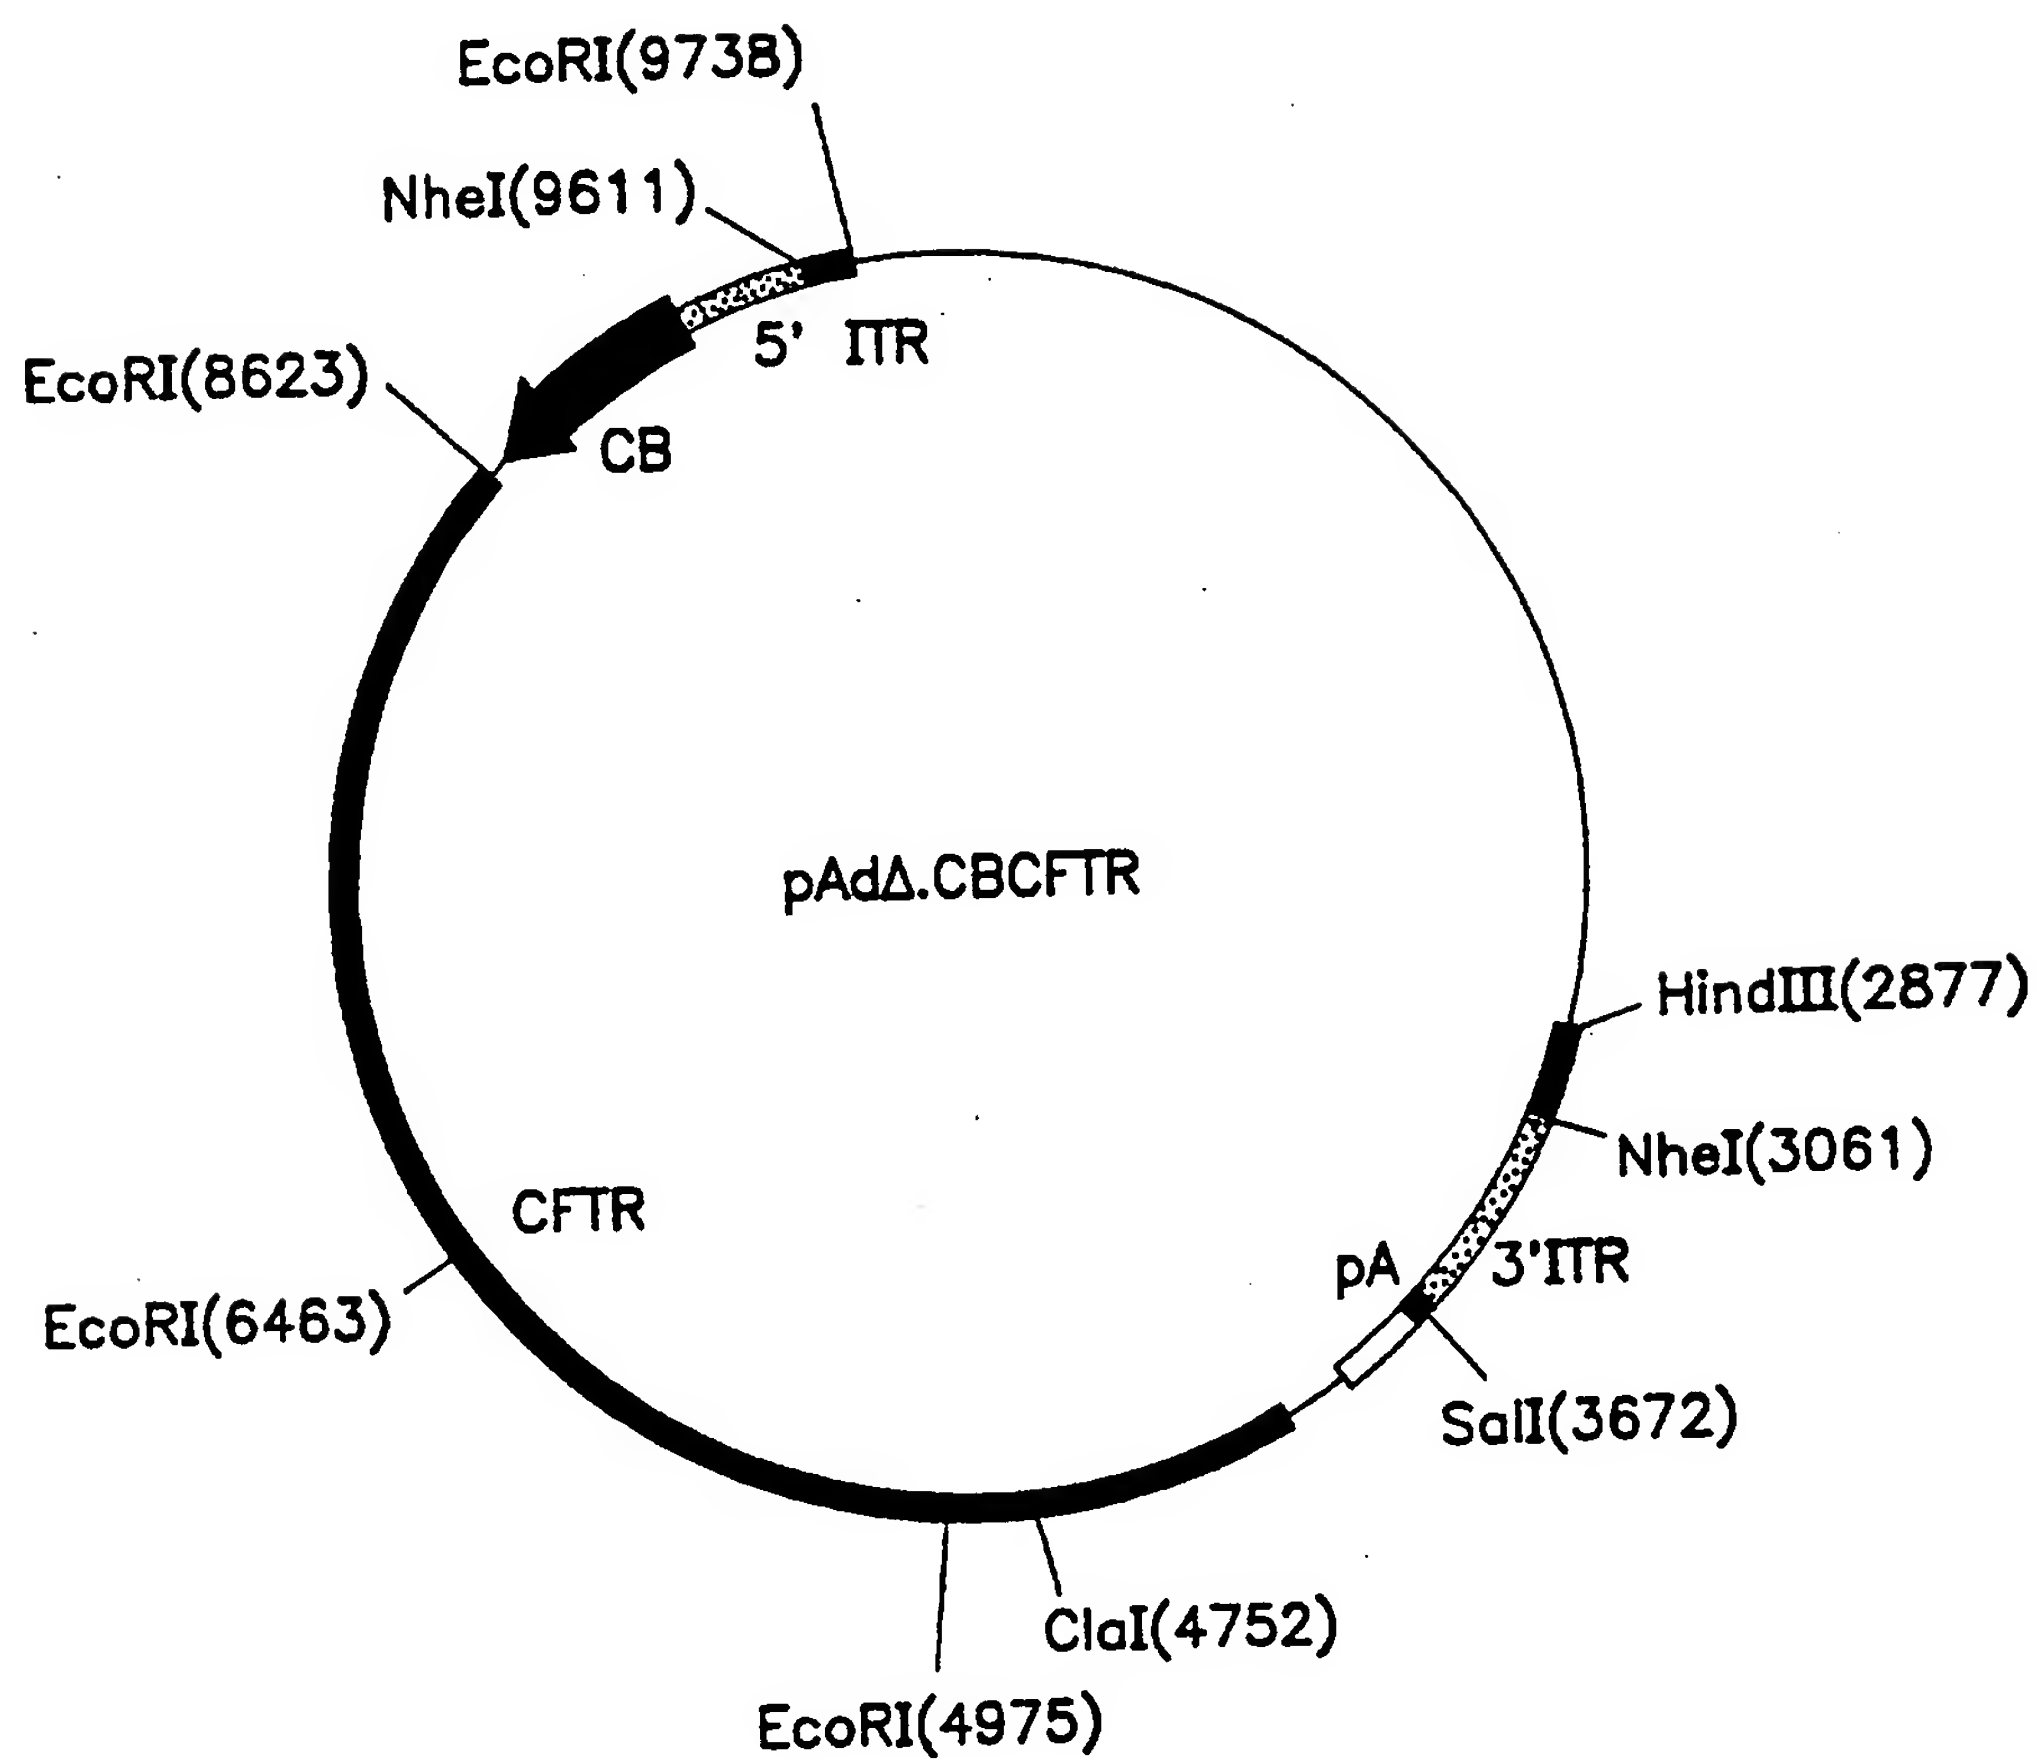 EcoRI(9738)
NheI(9611)
5' ITR
EcoRI(8623)
CB
pAdΔ.CBCFTR
HindIII(2877)
NheI(3061)
CFTR
3'ITR
pA
EcoRI(6463)
SalI(3672)
ClaI(4752)
EcoRI(4975)